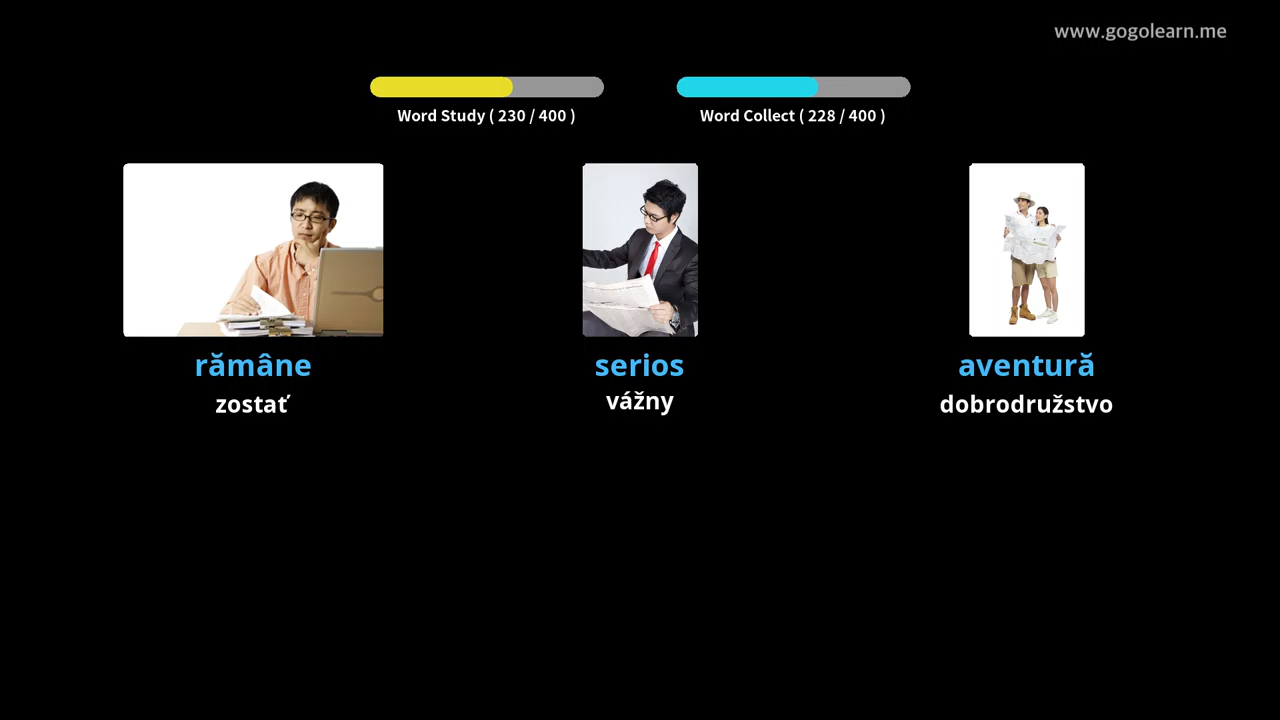 www.gogolearn.me
Word Study ( 230 / 400 )
Word Collect ( 228 / 400 )
rămâne
serios
aventură
zostať
vážny
dobrodružstvo